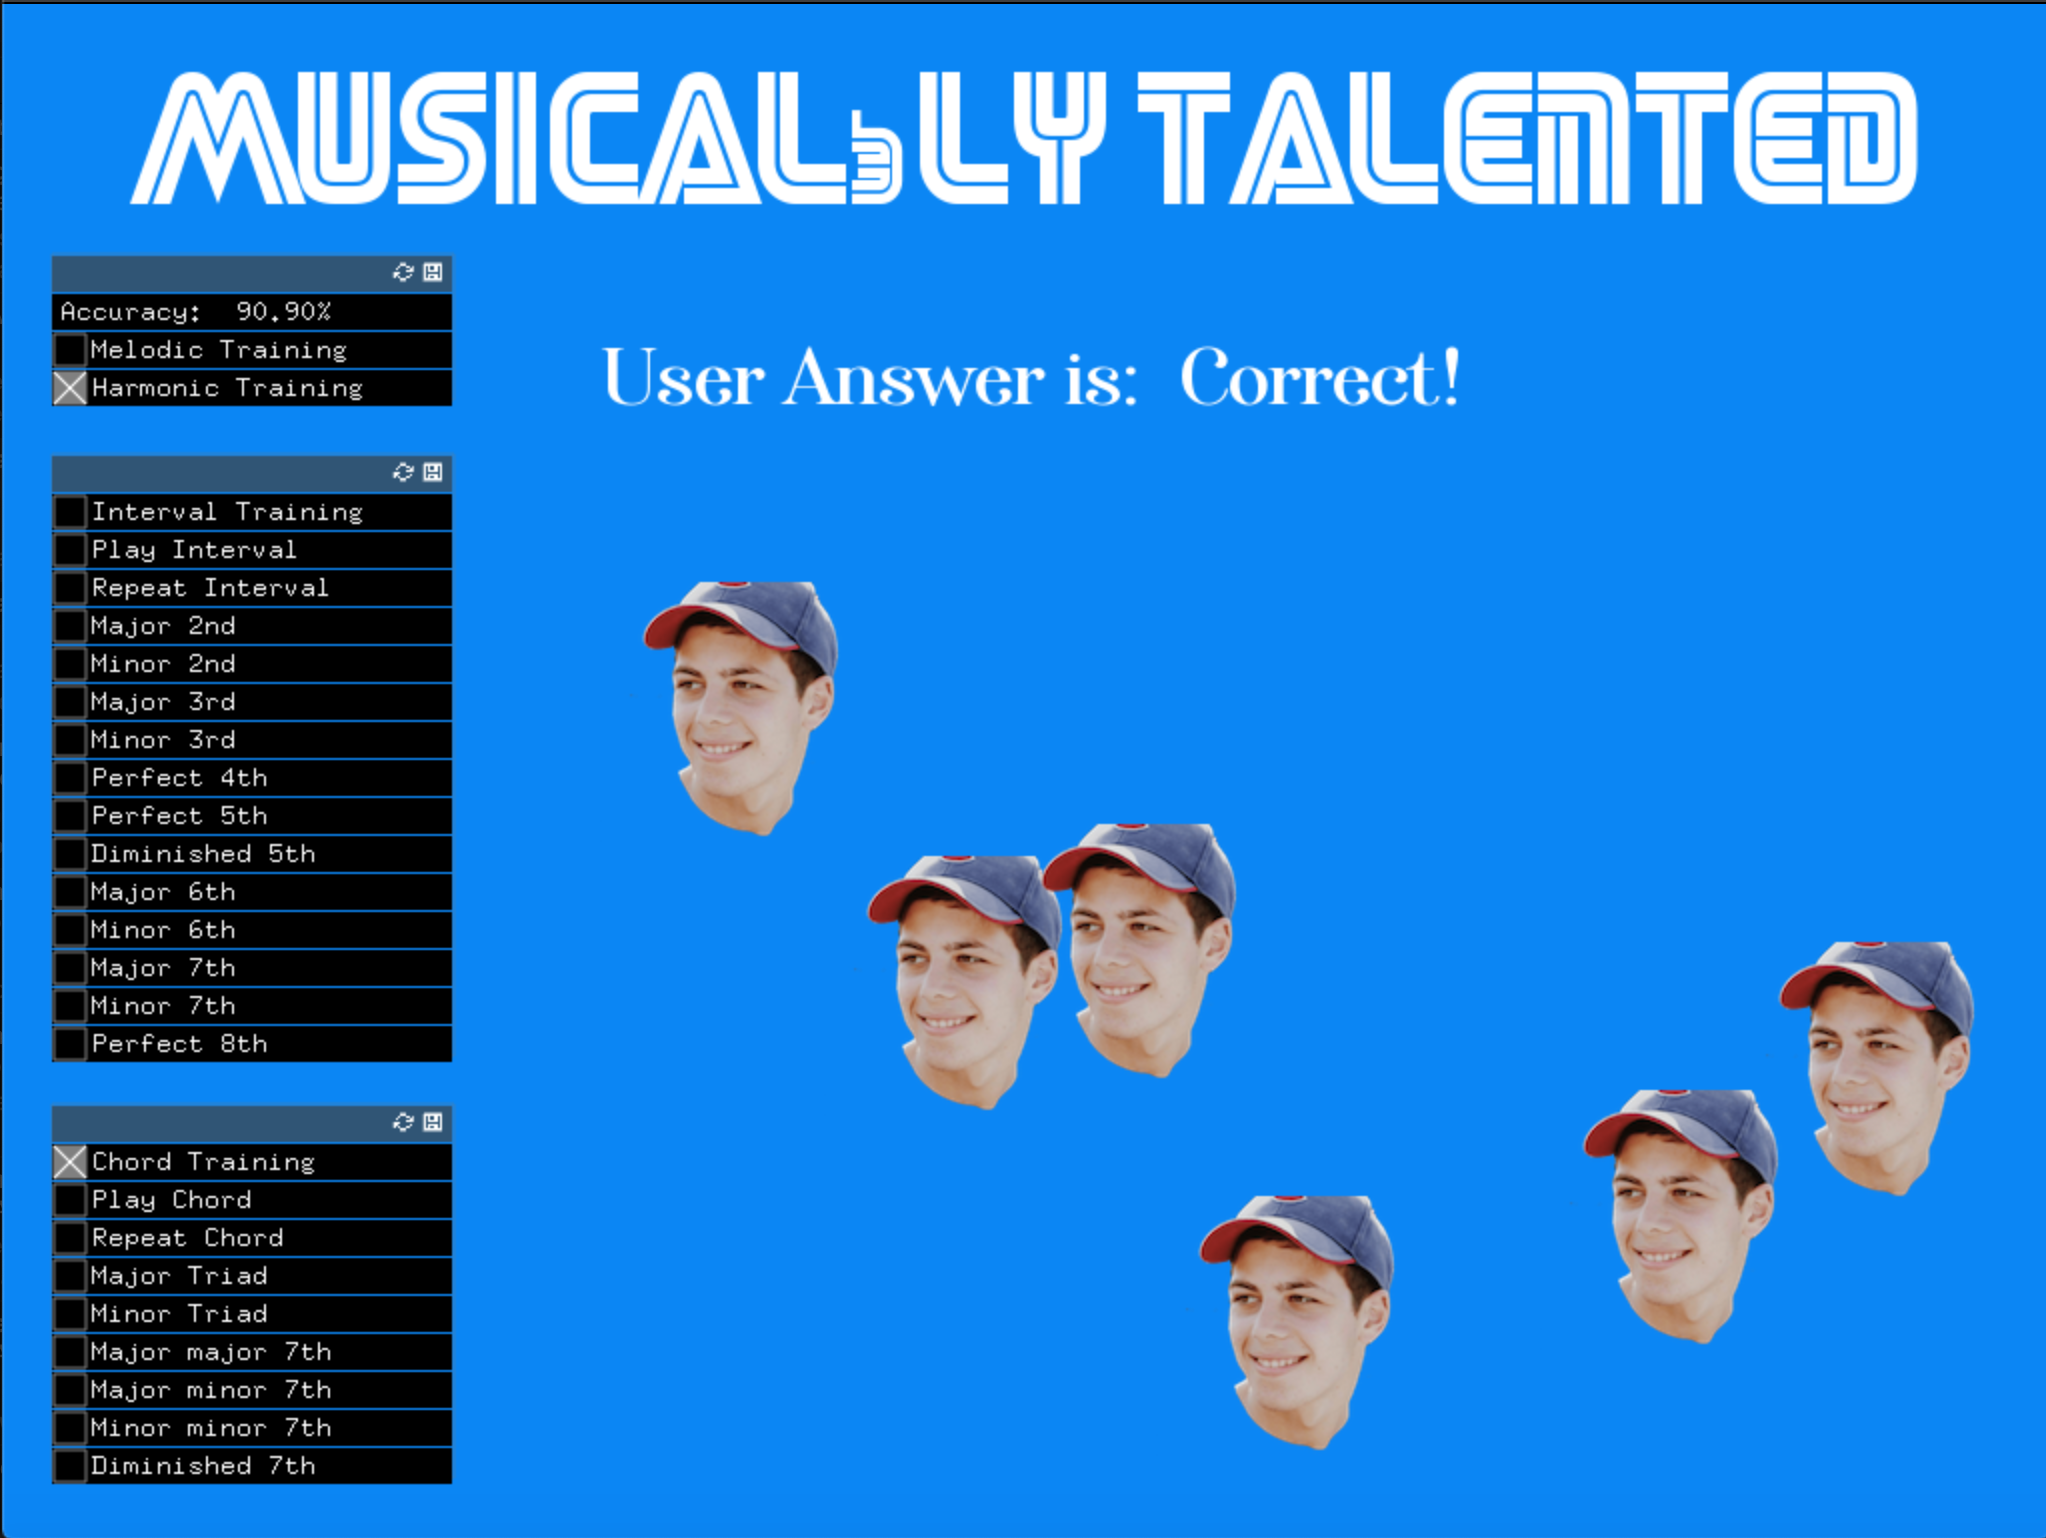 MUSICAL LY TALENTED
Accuracy: 90.90%
Melodic Training
Harmonic Training
User Answer is: Correct!
Interval Training
Play Interval
Repeat Interval
Major 2nd
Minor 2nd
Major 3rd
Minor 3rd
Perfect 4th
Perfect 5th
Diminished 5th
Major 6th
Minor 6th
Major 7th
Minor 7th
Perfect 8th
Chord Training
Play Chord
Repeat Chord
Major Triad
Minor Triad
Major major 7th
Major minor 7th
Minor minor 7th
Diminished 7th